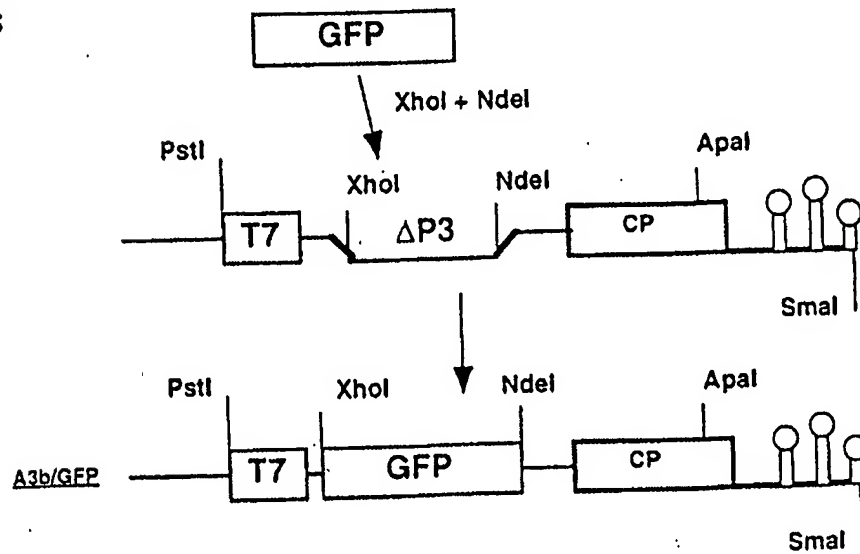 GFP
XhoI + NdeI
PstI
XhoI
NdeI
ApaI
T7
ΔP3
CP
SmaI
PstI
XhoI
NdeI
ApaI
A3b/GFP
T7
GFP
CP
SmaI